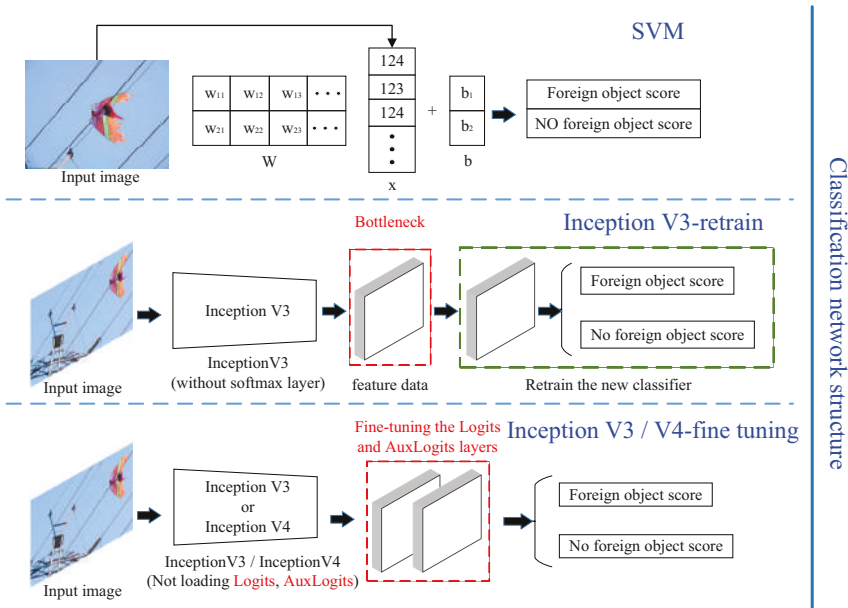 SVM
124
123
124
W11 W12 W13 • • •
W21 W22 W23 • • •
W
x
+
b1
b2
b
Foreign object score
NO foreign object score
Input image
Inception V3-retrain
Bottleneck
Inception V3
InceptionV3
(without softmax layer)
feature data
Foreign object score
No foreign object score
Retrain the new classifier
Input image
Inception V3 / V4-fine tuning
Fine-tuning the Logits
and AuxLogits layers
Inception V3
or
Inception V4
InceptionV3 / InceptionV4
(Not loading Logits, AuxLogits)
Foreign object score
No foreign object score
Input image
Classification network structure